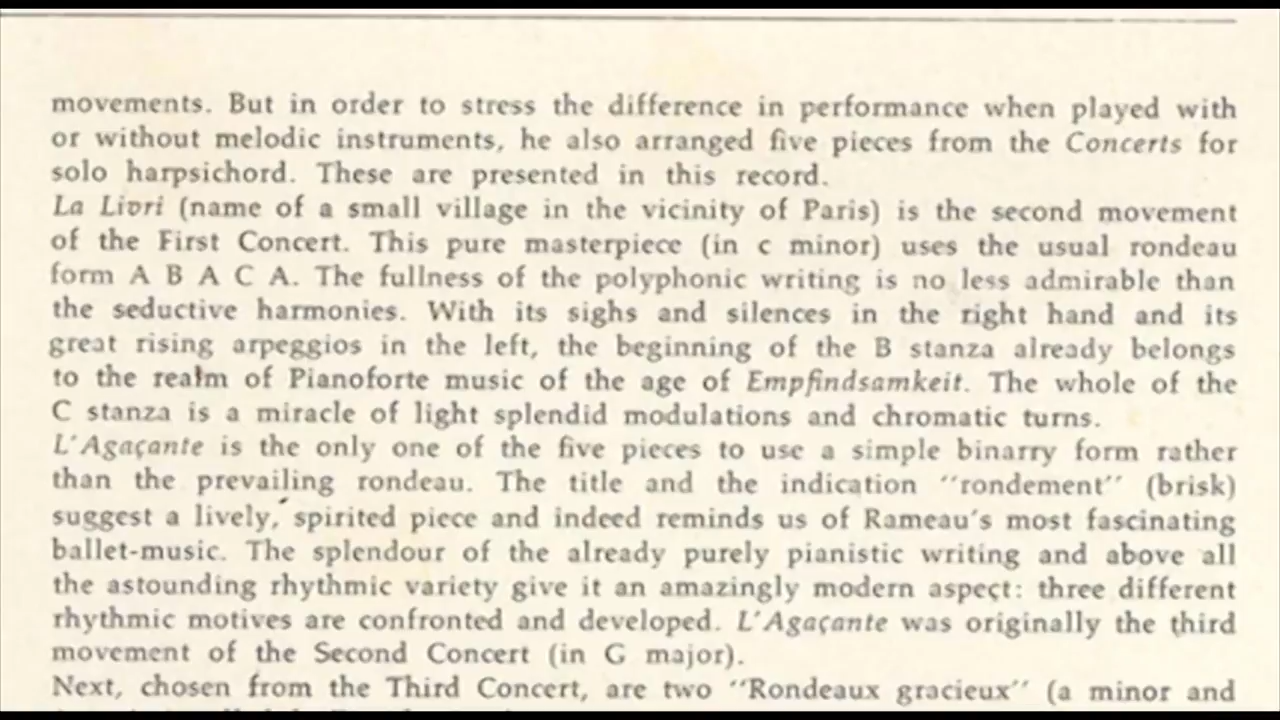 movements. But in order to stress the difference in performance when played with
or without melodic instruments, he also arranged five pieces from the Concerts for
solo harpsichord. These are presented in this record.
La Livri (name of a small village in the vicinity of Paris) is the second movement
of the First Concert. This pure masterpiece (in c minor) uses the usual rondeau
form A B A C A. The fullness of the polyphonic writing is no less admirable than
the seductive harmonies. With its sighs and silences in the right hand and its
great rising arpeggios in the left, the beginning of the B stanza already belongs
to the realm of Pianoforte music of the age of Empfindsamkeit. The whole of the
C stanza is a miracle of light splendid modulations and chromatic turns.
L'Agaçante is the only one of the five pieces to use a simple binarry form rather
than the prevailing rondeau. The title and the indication "rondement" (brisk)
suggest a lively, spirited piece and indeed reminds us of Rameau's most fascinating
ballet-music. The splendour of the already purely pianistic writing and above all
the astounding rhythmic variety give it an amazingly modern aspect: three different
rhythmic motives are confronted and developed. L'Agaçante was originally the third
movement of the Second Concert (in G major).
Next, chosen from the Third Concert, are two "Rondeaux gracieux" (a minor and